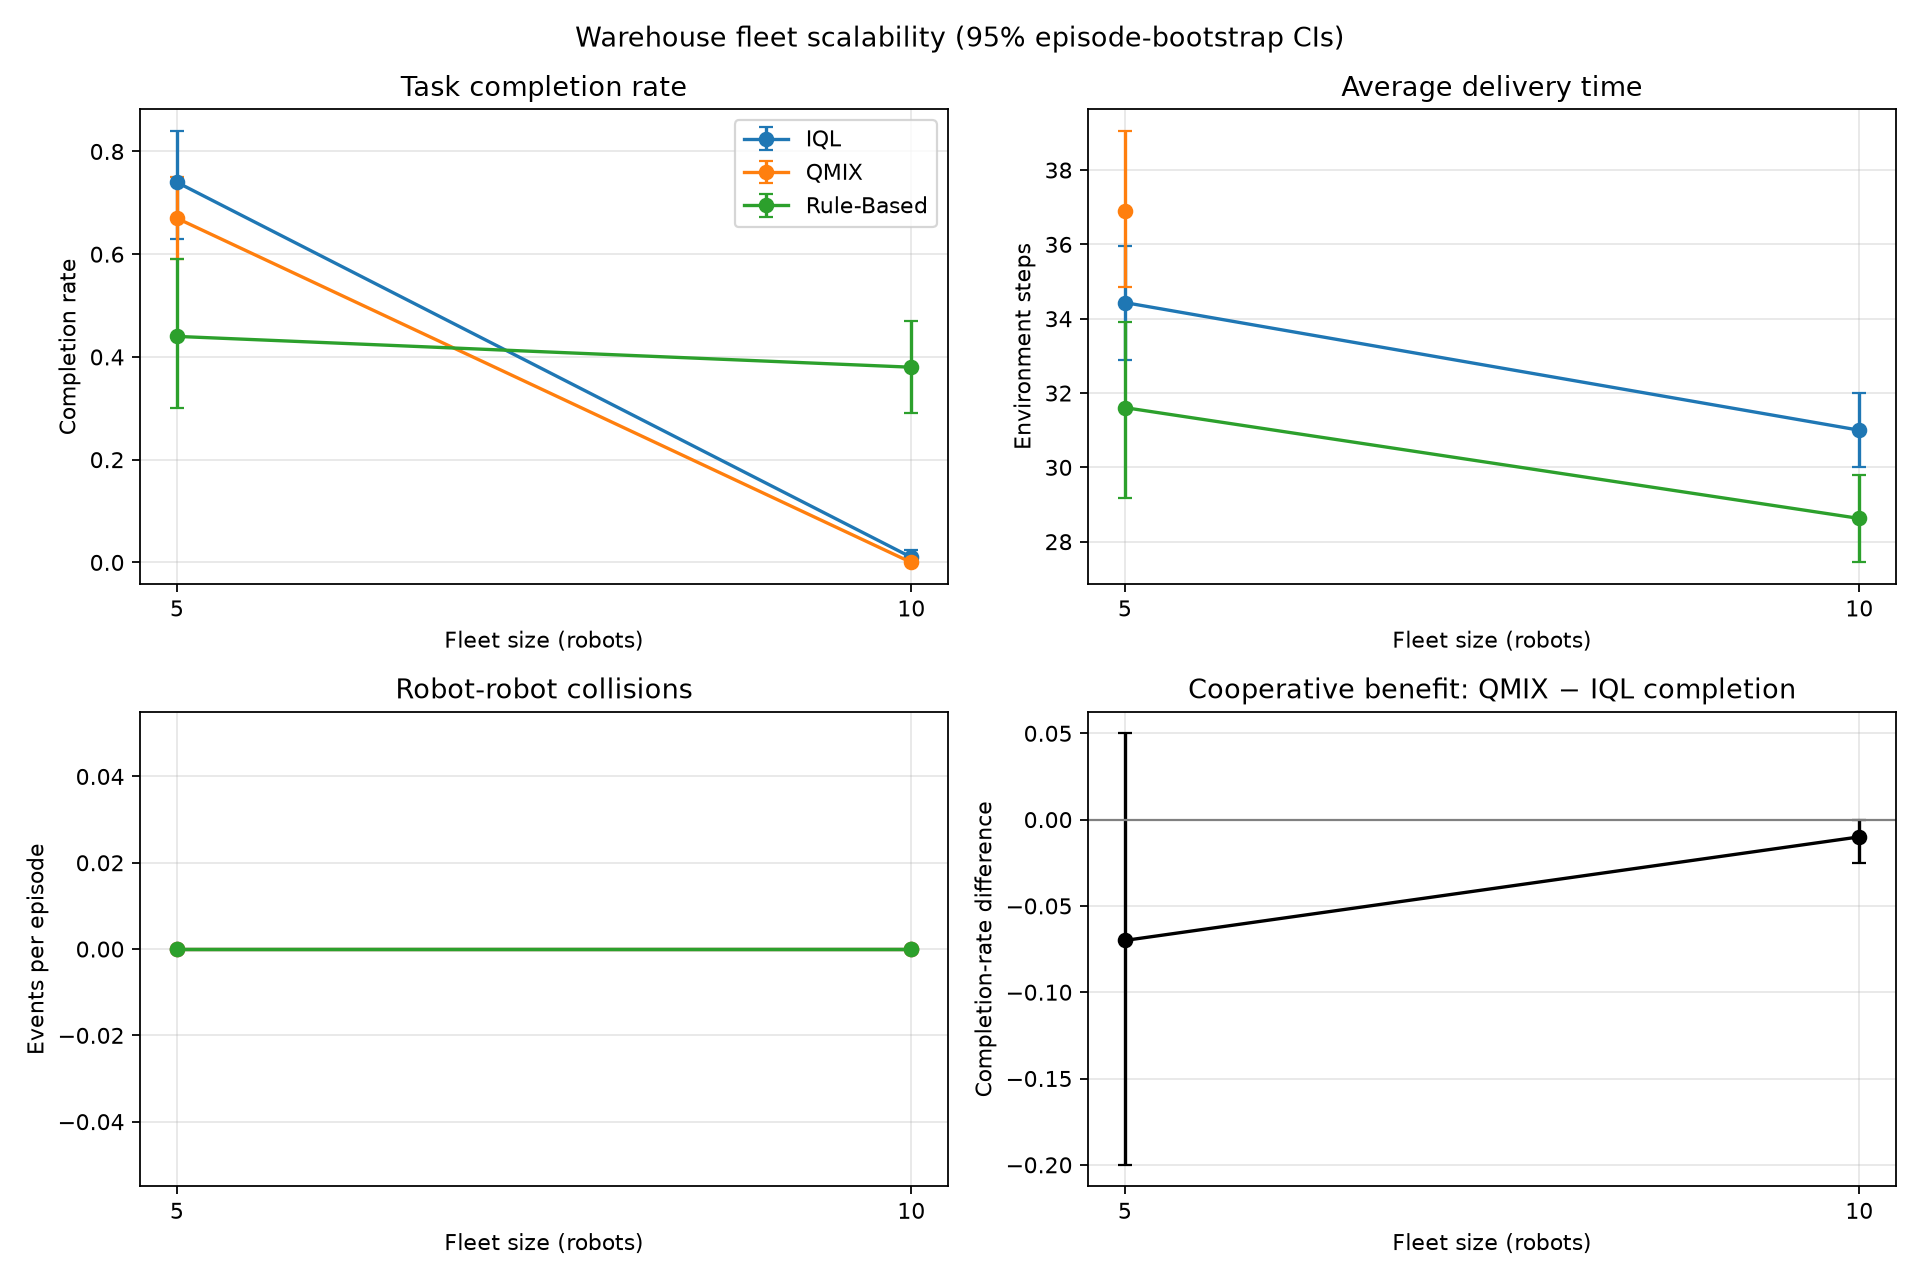 Warehouse fleet scalability (95% episode-bootstrap CIs)
Task completion rate
Completion rate
0.8
0.6
0.4
0.2
0.0
IQL
QMIX
Rule-Based
5
10
Fleet size (robots)
Average delivery time
Environment steps
38
36
34
32
30
28
5
10
Fleet size (robots)
Robot-robot collisions
Events per episode
0.04
0.02
0.00
−0.02
−0.04
5
10
Fleet size (robots)
Cooperative benefit: QMIX − IQL completion
Completion-rate difference
0.05
0.00
−0.05
−0.10
−0.15
−0.20
5
10
Fleet size (robots)